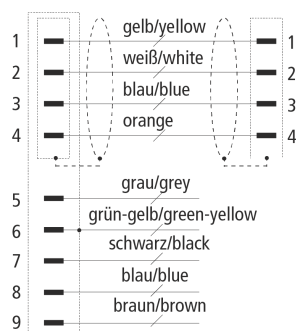 1 gelb/yellow 1
2 weiß/white 2
3 blau/blue 3
4 orange 4
5 grau/grey
6 grün-gelb/green-yellow
7 schwarz/black
8 blau/blue
9 braun/brown